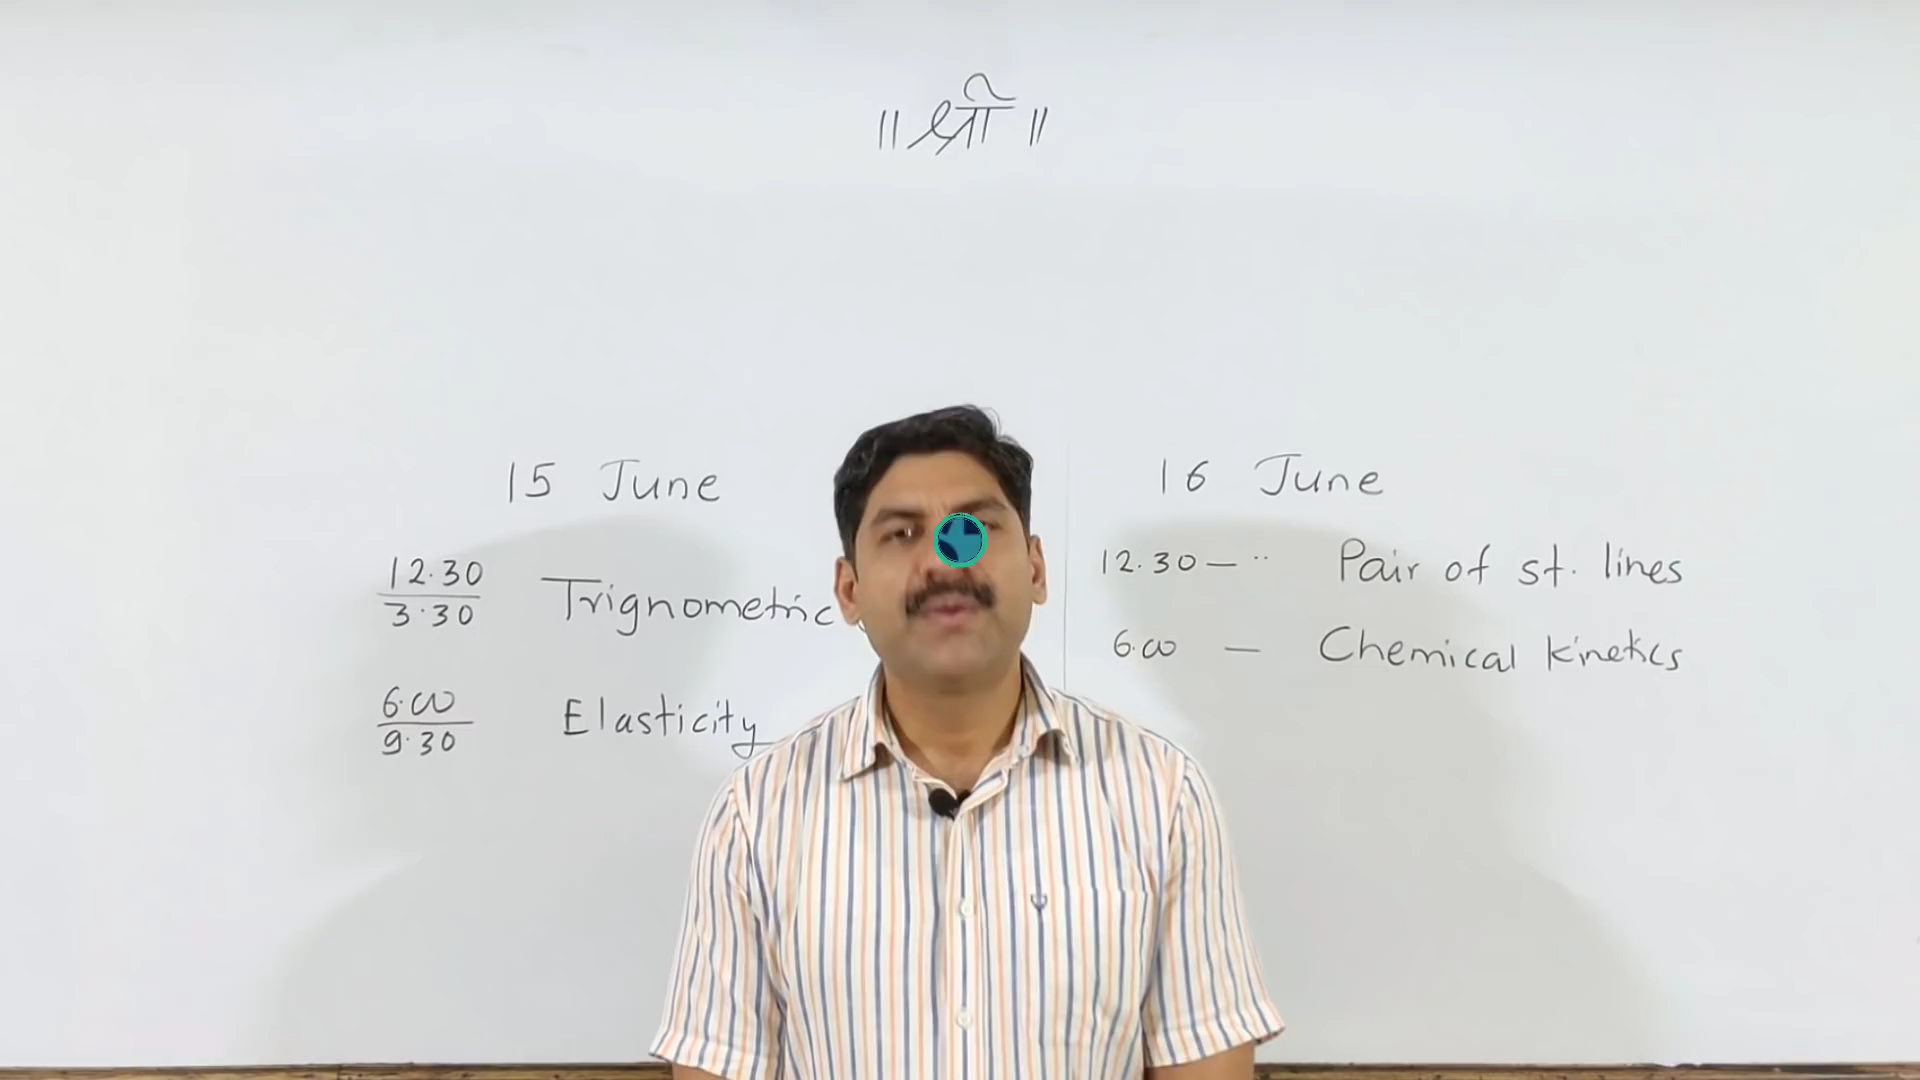 ॥ श्री ॥
15 June
12.30
3.30
Trignometric
6.00
9.30
Elasticity
16 June
12.30 — ¨ Pair of st. lines
6.00 — Chemical kinetics